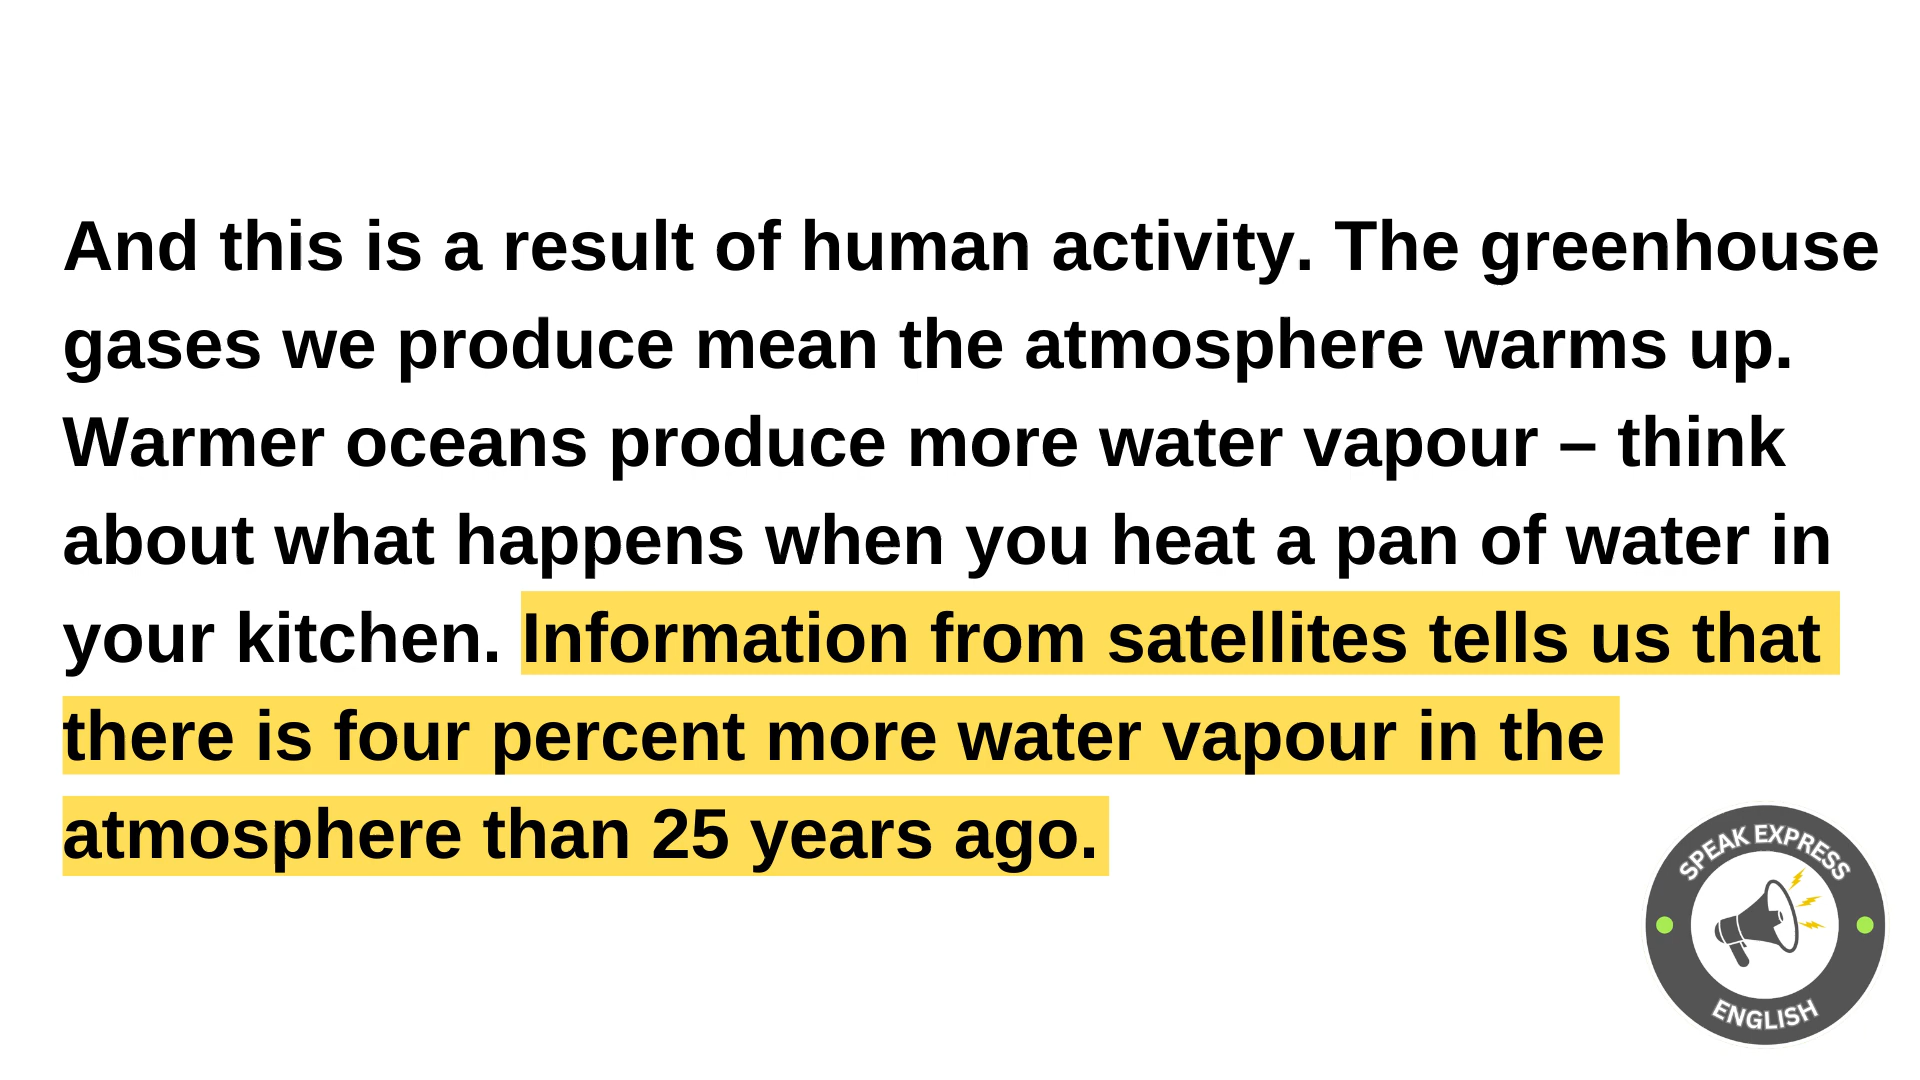 And this is a result of human activity. The greenhouse
gases we produce mean the atmosphere warms up.
Warmer oceans produce more water vapour – think
about what happens when you heat a pan of water in
your kitchen. Information from satellites tells us that
there is four percent more water vapour in the
atmosphere than 25 years ago.
SPEAK EXPRESS
ENGLISH